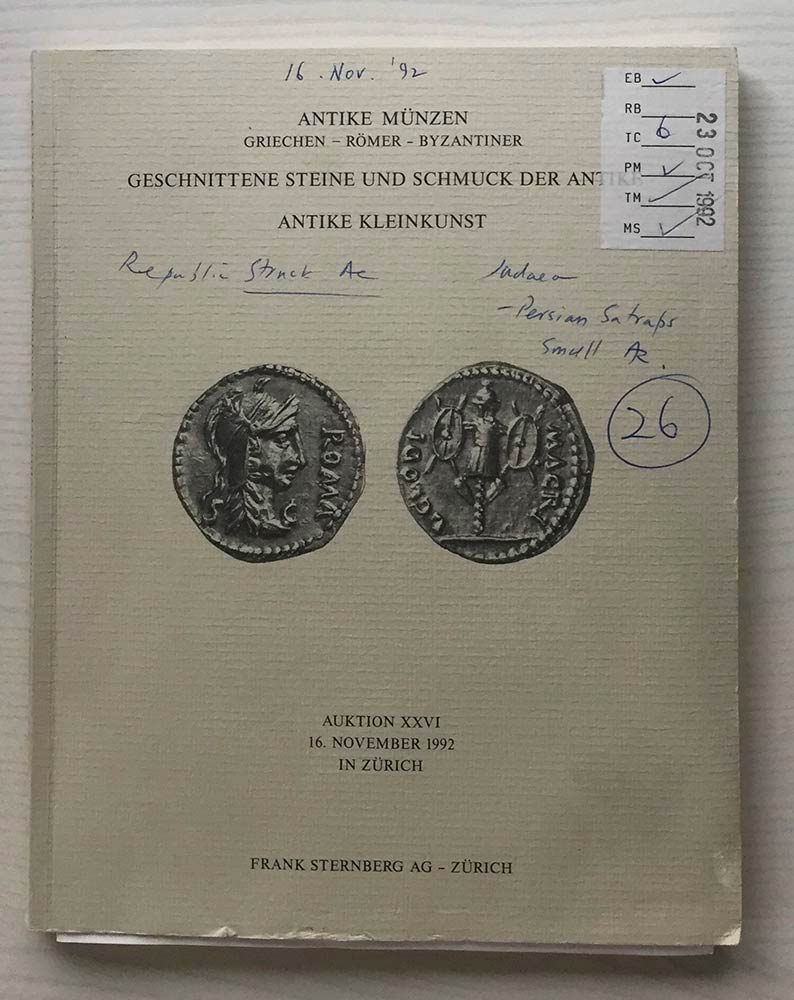 16. Nov. '92
ANTIKE MÜNZEN
GRIECHEN – RÖMER – BYZANTINER
GESCHNITTENE STEINE UND SCHMUCK DER ANTIKE
ANTIKE KLEINKUNST
EB ✓
RB
TC 6
PM ✓
TM ✓
MS ✓
23 OCT 1992
Republic Struck Ae
Judaea
– Persian Satraps
Small AR.
26
ROMA
S C
MACRI
AUKTION XXVI
16. NOVEMBER 1992
IN ZÜRICH
FRANK STERNBERG AG – ZÜRICH